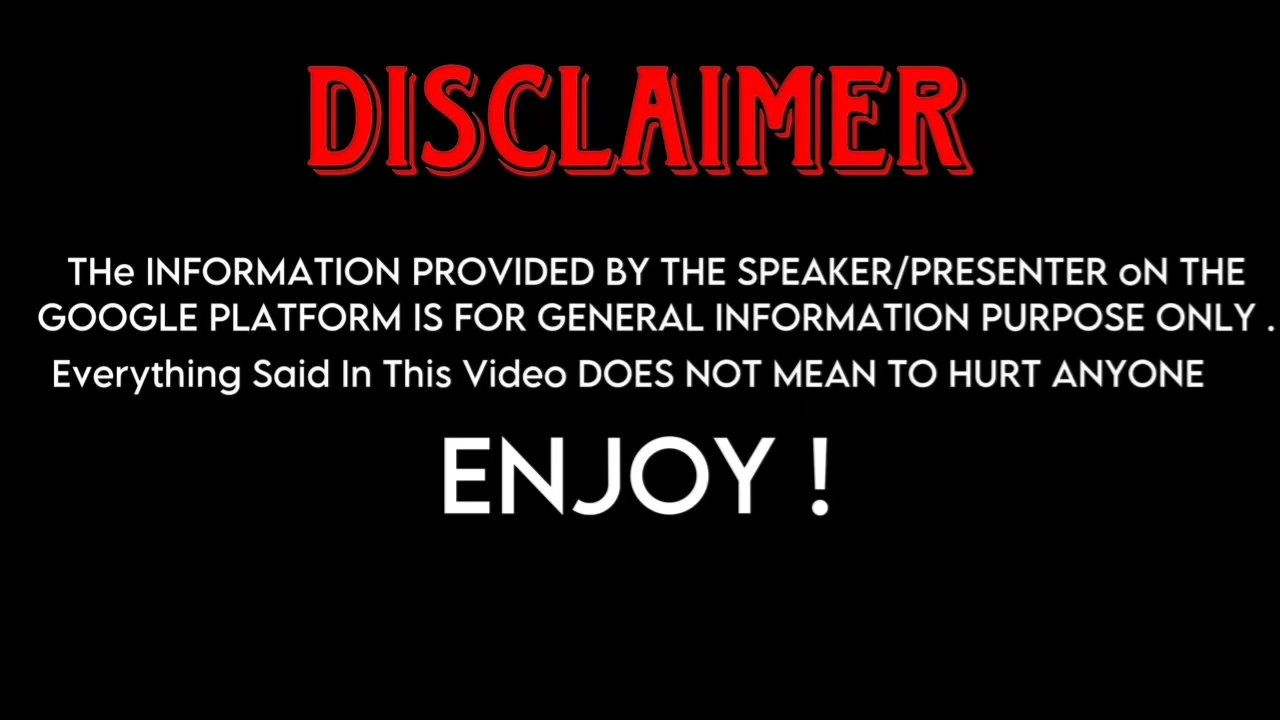 DISCLAIMER
THe INFORMATION PROVIDED BY THE SPEAKER/PRESENTER oN THE
GOOGLE PLATFORM IS FOR GENERAL INFORMATION PURPOSE ONLY .
Everything Said In This Video DOES NOT MEAN TO HURT ANYONE
ENJOY !